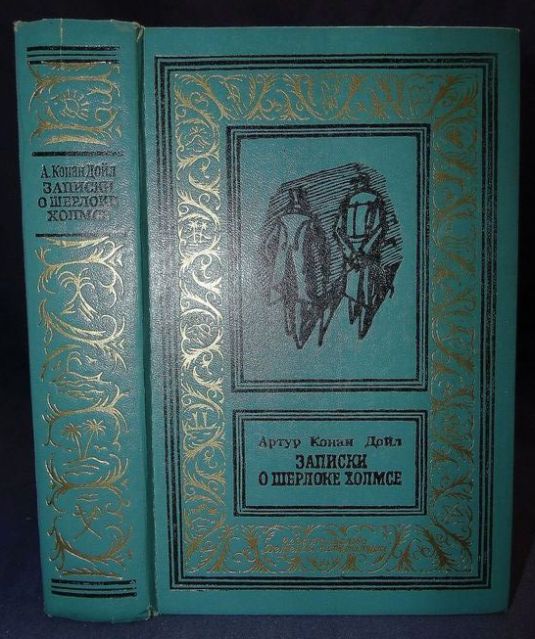 А. Конан Дойл
ЗАПИСКИ
О ШЕРЛОКЕ
ХОЛМСЕ
Артур Конан Дойл
ЗАПИСКИ
О ШЕРЛОКЕ ХОЛМСЕ